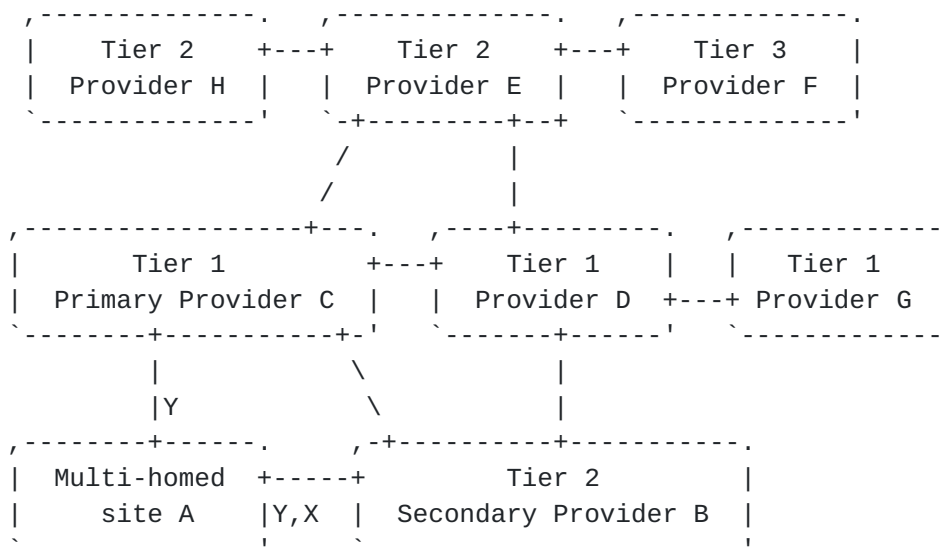 Tier 2 Tier 2 Tier 3
Provider H Provider E Provider F
Tier 1 Tier 1 Tier 1
Primary Provider C Provider D Provider G
Y
Multi-homed Tier 2
site A Y,X Secondary Provider B